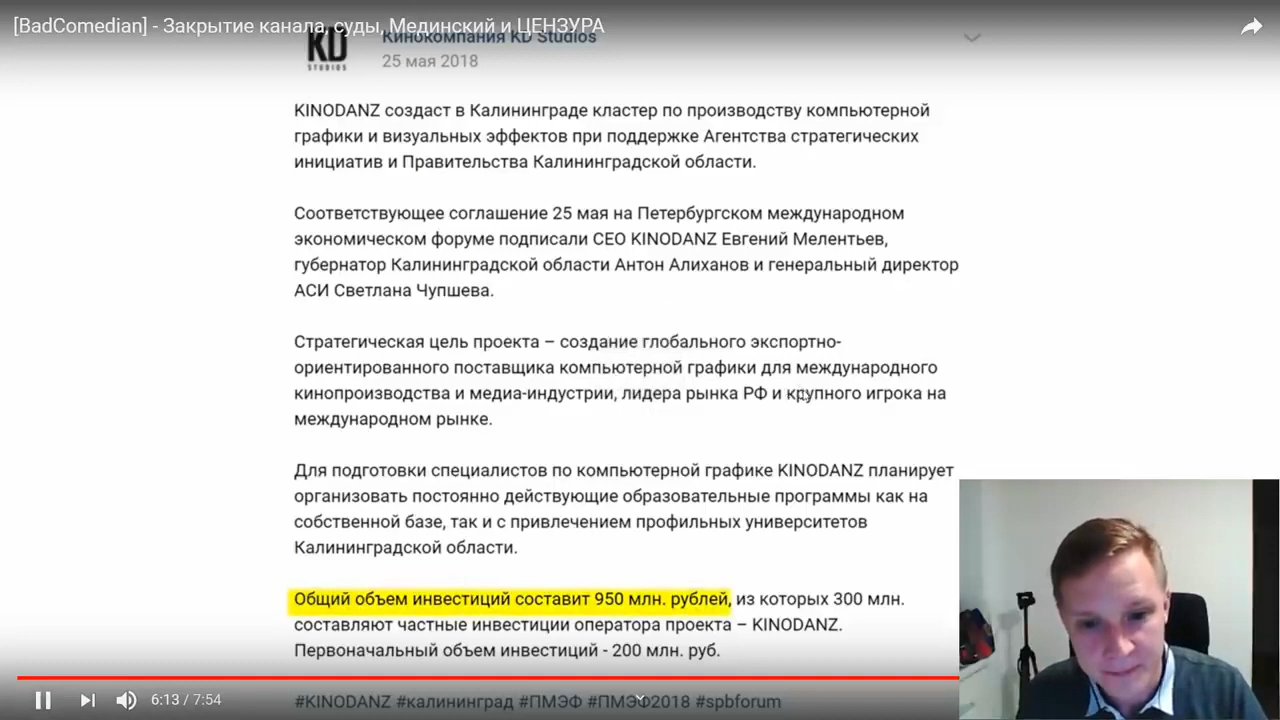 [BadComedian] - Закрытие канала, суды, Мединский и ЦЕНЗУРА
KD
STUDIOS
Кинокомпания KD Studios
25 мая 2018
KINODANZ создаст в Калининграде кластер по производству компьютерной
графики и визуальных эффектов при поддержке Агентства стратегических
инициатив и Правительства Калининградской области.
Соответствующее соглашение 25 мая на Петербургском международном
экономическом форуме подписали CEO KINODANZ Евгений Мелентьев,
губернатор Калининградской области Антон Алиханов и генеральный директор
АСИ Светлана Чупшева.
Стратегическая цель проекта – создание глобального экспортно-
ориентированного поставщика компьютерной графики для международного
кинопроизводства и медиа-индустрии, лидера рынка РФ и крупного игрока на
международном рынке.
Для подготовки специалистов по компьютерной графике KINODANZ планирует
организовать постоянно действующие образовательные программы как на
собственной базе, так и с привлечением профильных университетов
Калининградской области.
Общий объем инвестиций составит 950 млн. рублей, из которых 300 млн.
составляют частные инвестиции оператора проекта – KINODANZ.
Первоначальный объем инвестиций - 200 млн. руб.
6:13 / 7:54
#KINODANZ #калининград #ПМЭФ #ПМЭФ2018 #spbforum